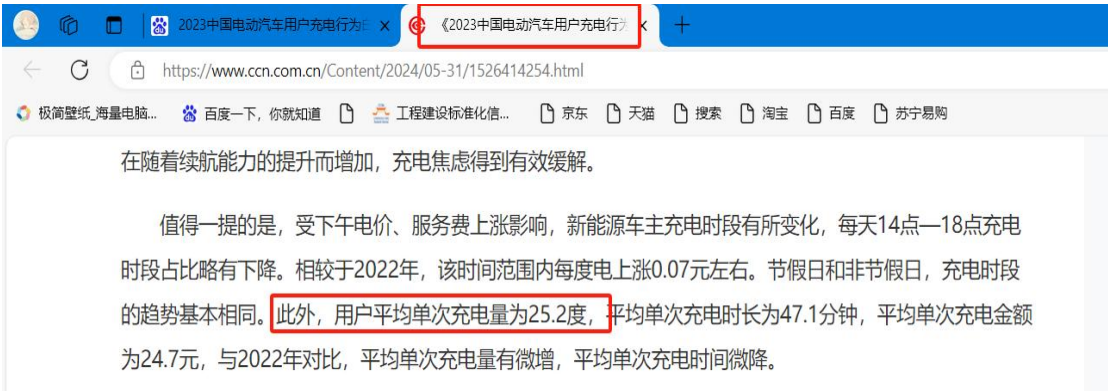 2023中国电动汽车用户充电行为
《2023中国电动汽车用户充电行
https://www.ccn.com.cn/Content/2024/05-31/1526414254.html
极简壁纸_海量电脑... 百度一下，你就知道 工程建设标准化信... 京东 天猫 搜索 淘宝 百度 苏宁易购
在随着续航能力的提升而增加，充电焦虑得到有效缓解。
值得一提的是，受下午电价、服务费上涨影响，新能源车主充电时段有所变化，每天14点—18点充电
时段占比略有下降。相较于2022年，该时间范围内每度电上涨0.07元左右。节假日和非节假日，充电时段
的趋势基本相同。此外，用户平均单次充电量为25.2度，平均单次充电时长为47.1分钟，平均单次充电金额
为24.7元，与2022年对比，平均单次充电量有微增，平均单次充电时间微降。